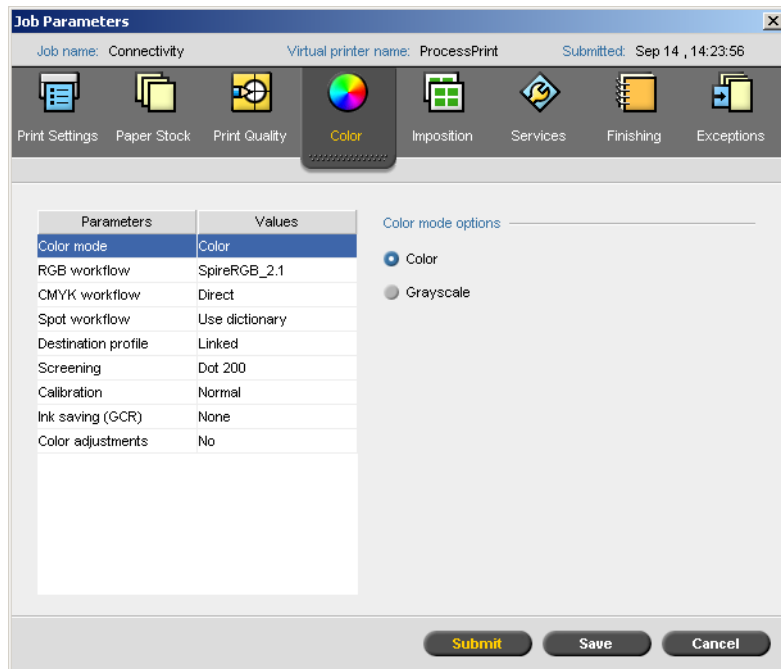 Job Parameters
Job name: Connectivity Virtual printer name: ProcessPrint Submitted: Sep 14 , 14:23:56
Print Settings Paper Stock Print Quality Color Imposition Services Finishing Exceptions
Parameters Values
Color mode Color
RGB workflow SpireRGB_2.1
CMYK workflow Direct
Spot workflow Use dictionary
Destination profile Linked
Screening Dot 200
Calibration Normal
Ink saving (GCR) None
Color adjustments No
Color mode options
Color
Grayscale
Submit Save Cancel